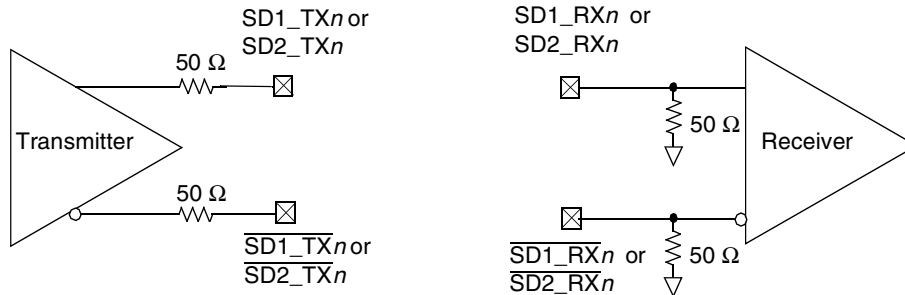 SD1_TXn or
SD2_TXn
50 Ω
Transmitter
50 Ω
SD1_TXn or
SD2_TXn
SD1_RXn or
SD2_RXn
50 Ω
Receiver
50 Ω
SD1_RXn or
SD2_RXn